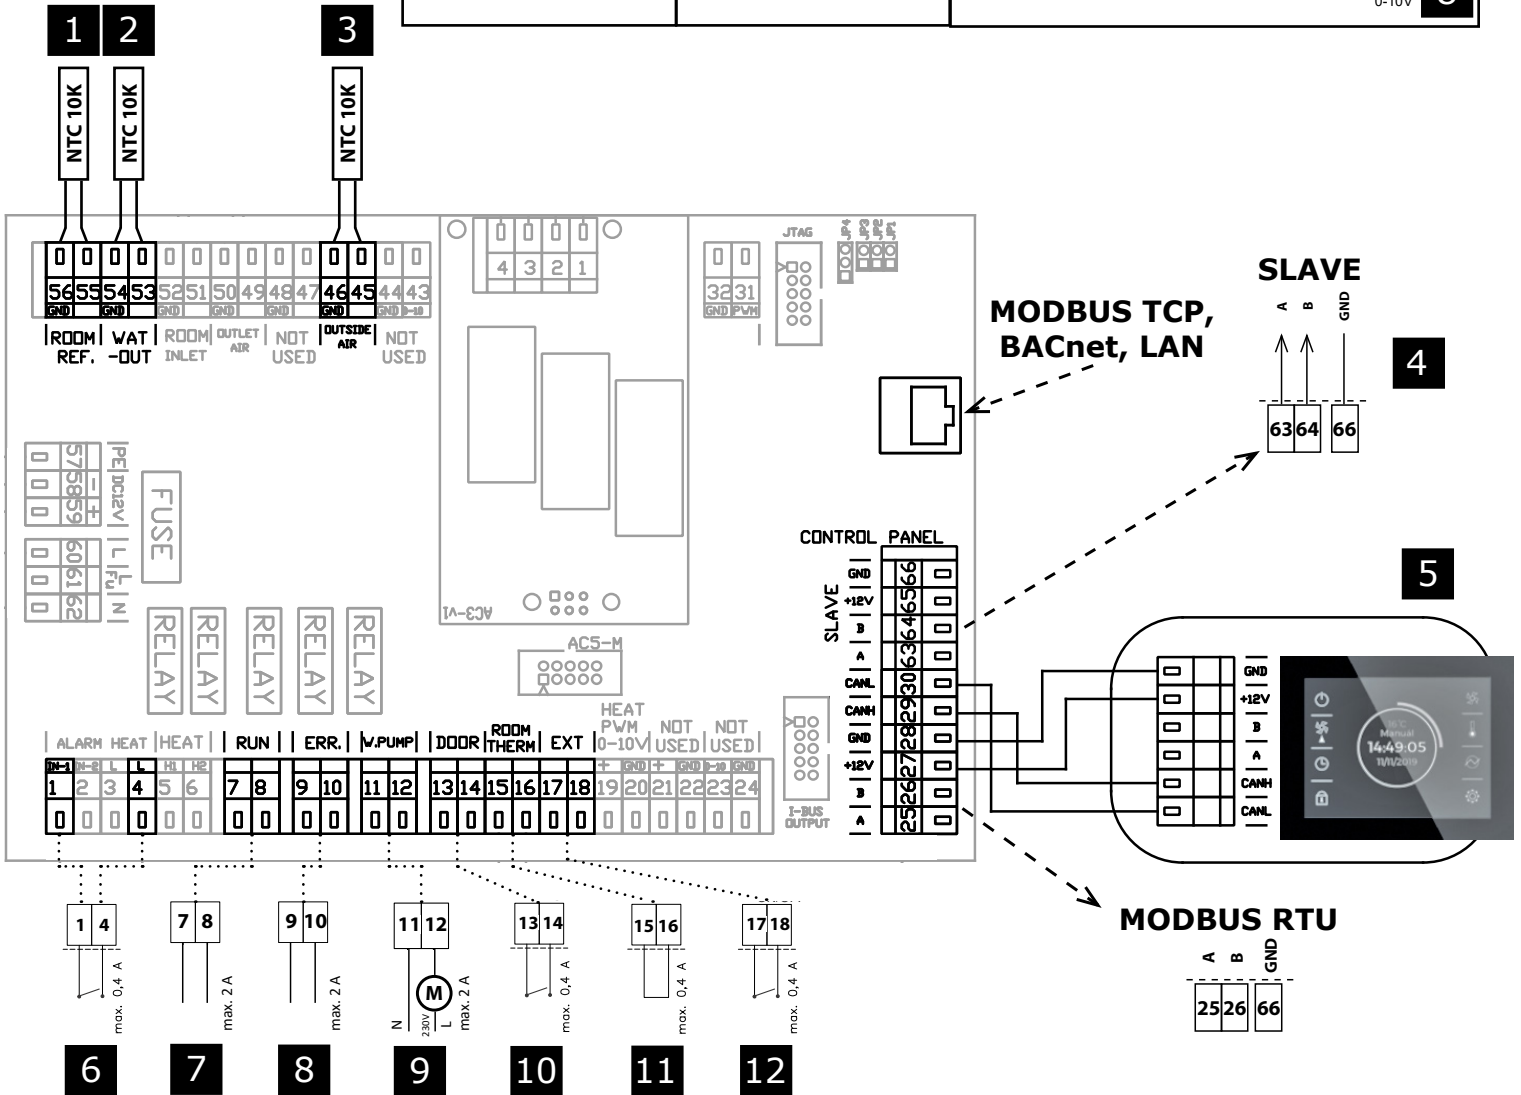 0-10V
1 2 3
NTC 10K NTC 10K NTC 10K
4 3 2 1
JTAG
JP4 JP3 JP2 JP1
56 55 54 53 52 51 50 49 48 47 46 45 44 43
32 31
GND GND GND GND GND GND GND 0-10
GND PWM
ROOM REF.
WAT -OUT
ROOM INLET
OUTLET AIR
NOT USED
OUTSIDE AIR
NOT USED
SLAVE
A B GND
63 64 66
4
MODBUS TCP,
BACnet, LAN
57 58 59
PE DC12V - +
60 61 62
L L Fu N
FUSE
RELAY RELAY RELAY RELAY RELAY
AC3-v1
AC5-M
CONTROL PANEL
SLAVE
GND 66
+12V 65
B 64
A 63
CANL 30
CANH 29
GND 28
+12V 27
B 26
A 25
5
GND
+12V
B
A
CANH
CANL
16°C
Manual
14:49:05
11/11/2019
I-BUS
OUTPUT
ALARM HEAT HEAT RUN ERR. W.PUMP DOOR ROOM THERM EXT
HEAT PWM 0-10V
NOT USED
NOT USED
IN-1 IN-2 L L H1 H2
+ GND + GND 0-10 GND
1 2 3 4 5 6 7 8 9 10 11 12 13 14 15 16 17 18 19 20 21 22 23 24
1 4 max. 0,4 A
7 8 max. 2 A
9 10 max. 2 A
11 12 N 230V L M max. 2 A
13 14 max. 0,4 A
15 16 max. 0,4 A
17 18 max. 0,4 A
MODBUS RTU
A B GND
25 26 66
6 7 8 9 10 11 12